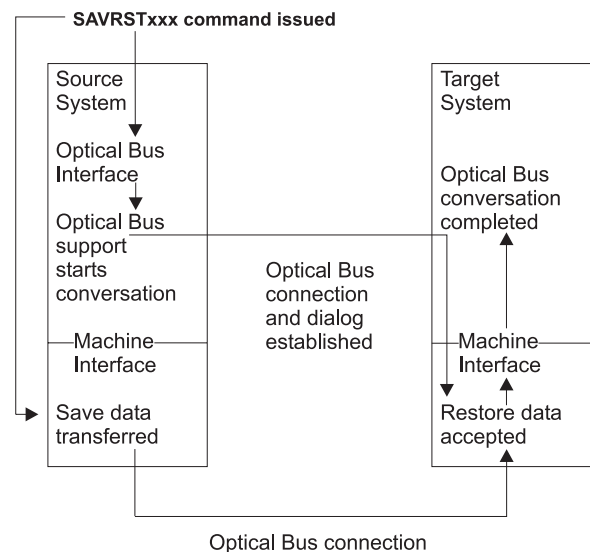 SAVRSTxxx command issued
Source
System
Optical Bus
Interface
Optical Bus
support
starts
conversation
Machine
Interface
Save data
transferred
Optical Bus
connection
and dialog
established
Target
System
Optical Bus
conversation
completed
Machine
Interface
Restore data
accepted
Optical Bus connection